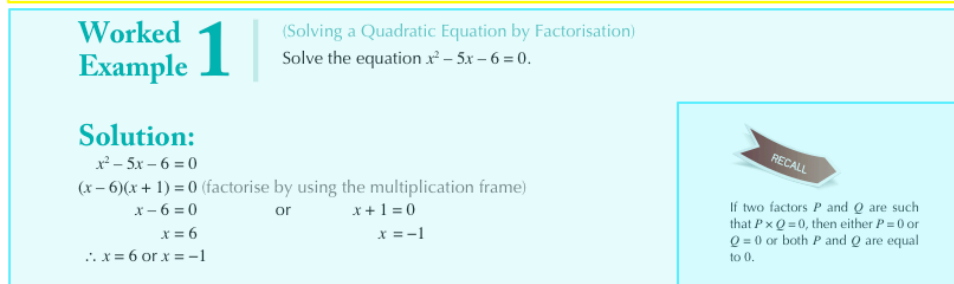 Worked Example 1
(Solving a Quadratic Equation by Factorisation)
Solve the equation x² – 5x – 6 = 0.
Solution:
x² – 5x – 6 = 0
(x – 6)(x + 1) = 0 (factorise by using the multiplication frame)
x – 6 = 0 or x + 1 = 0
x = 6 x = –1
∴ x = 6 or x = –1
RECALL
If two factors P and Q are such
that P × Q = 0, then either P = 0 or
Q = 0 or both P and Q are equal
to 0.